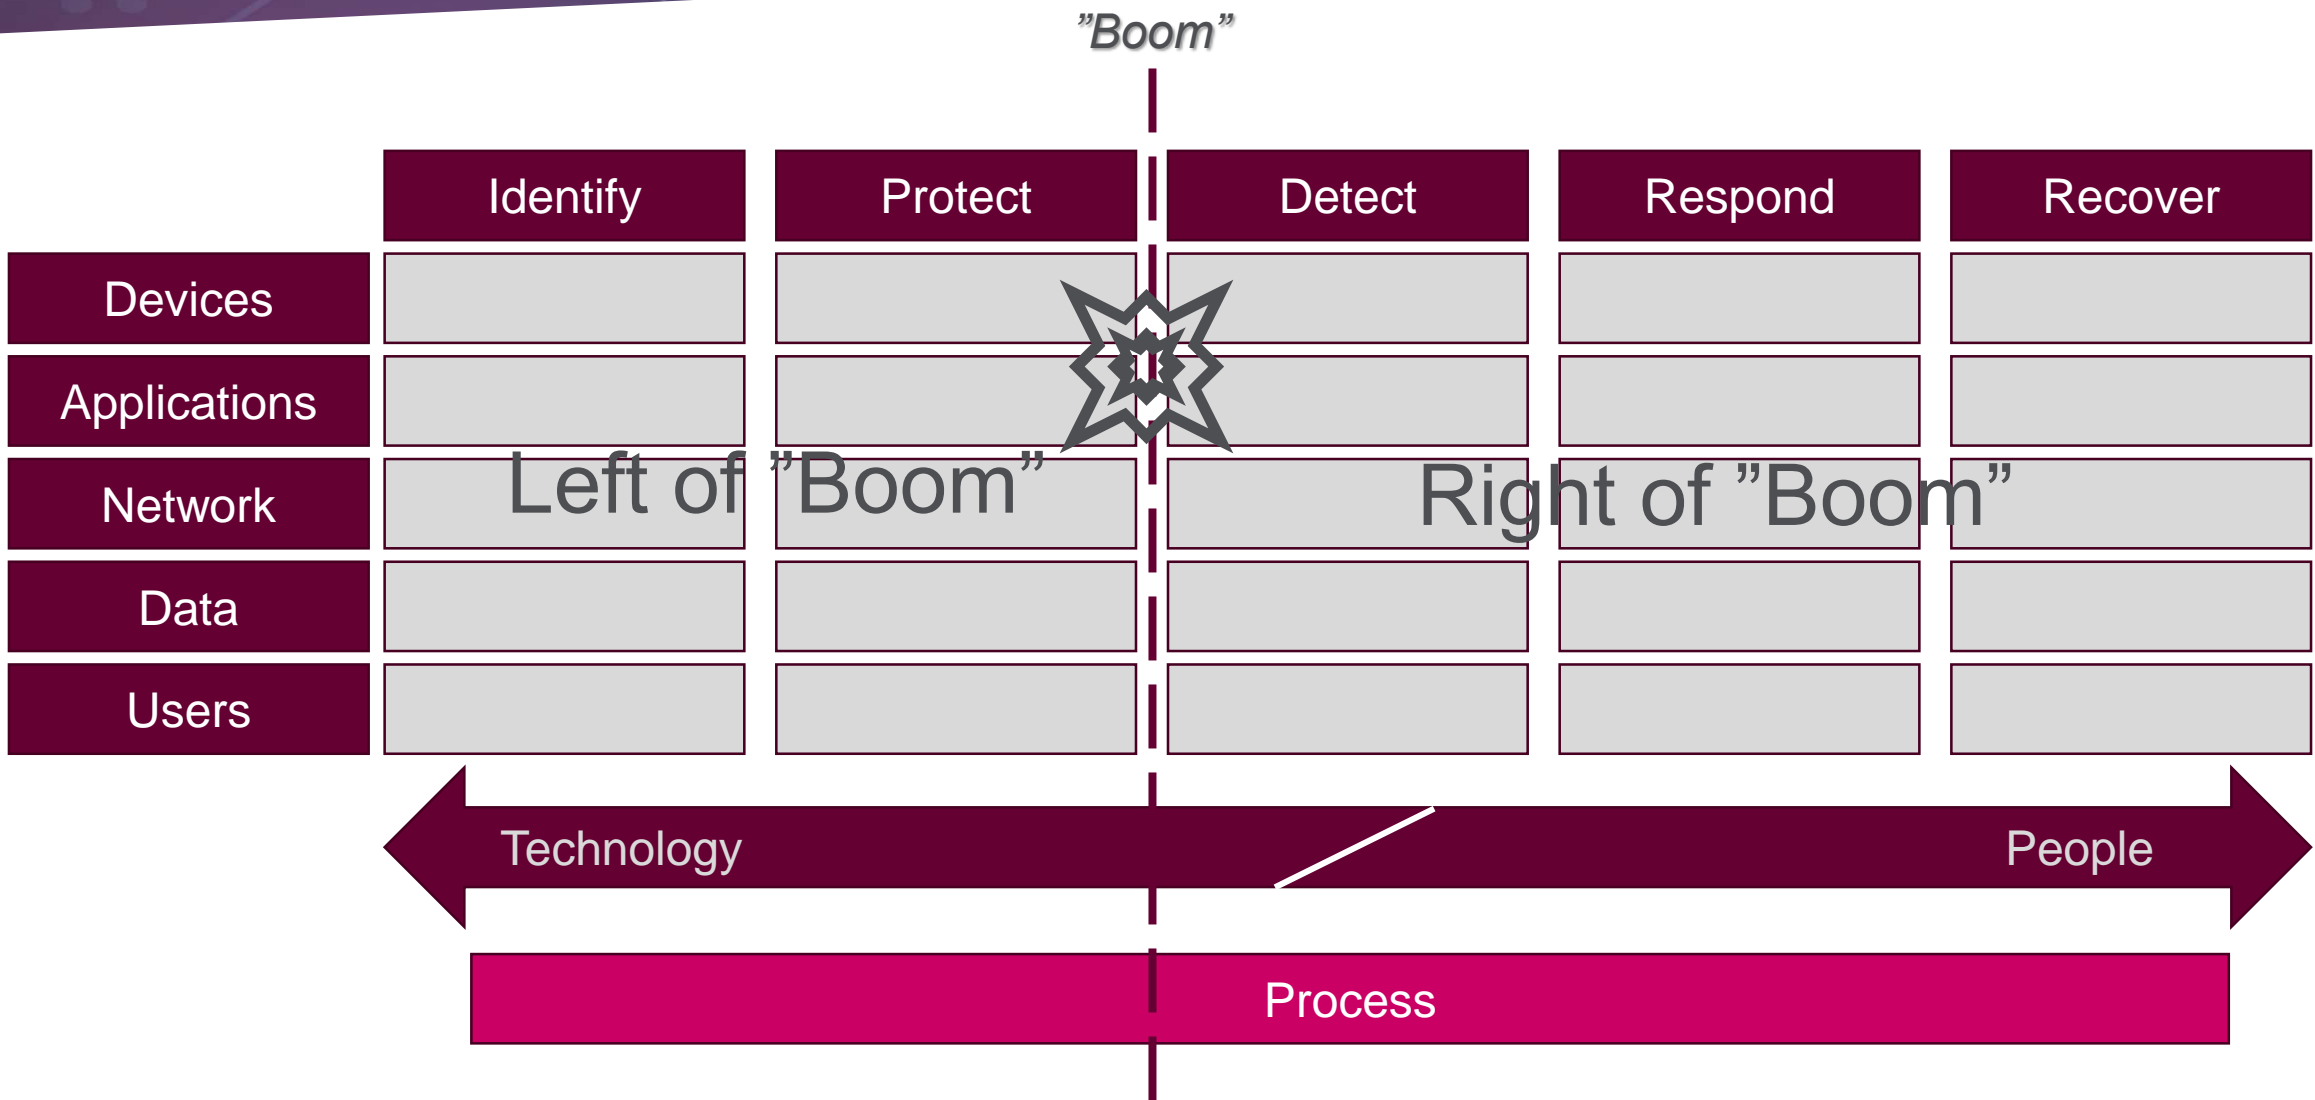 ”Boom”
Identify
Protect
Detect
Respond
Recover
Devices
Applications
Left of ”Boom”
Right of ”Boom”
Network
Data
Users
Technology
People
Process